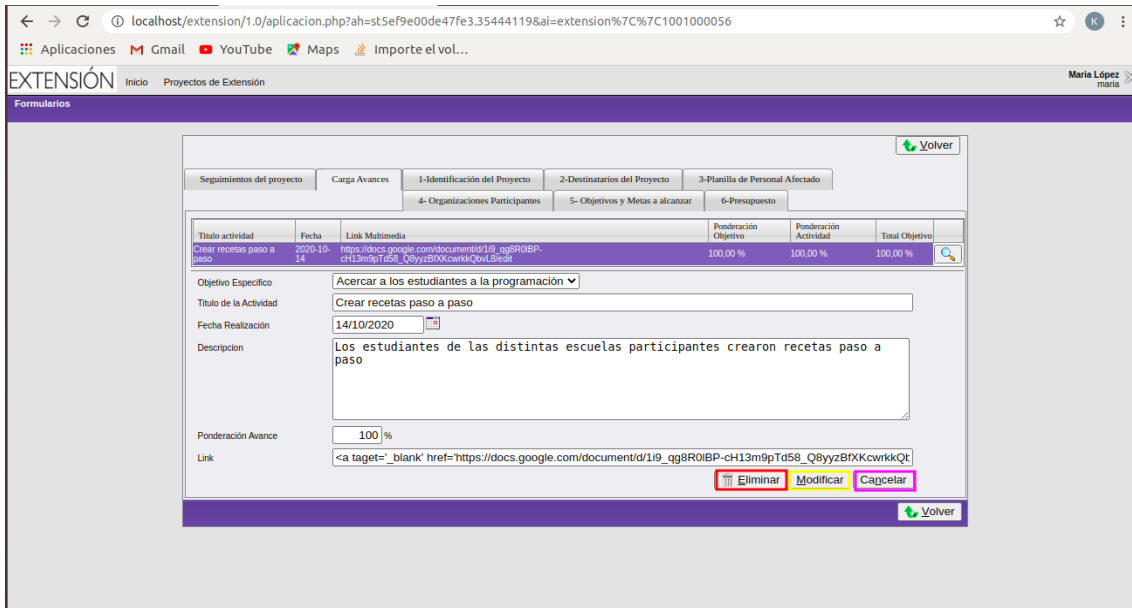 localhost/extension/1.0/aplicacion.php?ah=st5ef9e00de47fe3.35444119&ai=extension%7C%7C1001000056
K
Aplicaciones M Gmail YouTube Maps Importe el vol...
EXTENSIÓN Inicio Proyectos de Extensión
Maria López
maria
Formularios
Volver
Seguimientos del proyecto Carga Avances 1-Identificación del Proyecto 2-Destinatarios del Proyecto 3-Planilla de Personal Afectado
4- Organizaciones Participantes 5- Objetivos y Metas a alcanzar 6-Presupuesto
Titulo actividad Fecha Link Multimedia Ponderación Objetivo Ponderación Actividad Total Objetivo
Crear recetas paso a paso 2020-10-14 https://docs.google.com/document/d/1i9_qg8R0lBP-cH13m9pTd58_Q8yyzBfXKcwrkkQbvL8/edit 100,00 % 100,00 % 100,00 %
Objetivo Especifico Acercar a los estudiantes a la programación
Titulo de la Actividad Crear recetas paso a paso
Fecha Realización 14/10/2020
Descripcion Los estudiantes de las distintas escuelas participantes crearon recetas paso a
paso
Ponderación Avance 100 %
Link <a taget='_blank' href='https://docs.google.com/document/d/1i9_qg8R0lBP-cH13m9pTd58_Q8yyzBfXKcwrkkQb
Eliminar Modificar Cancelar
Volver